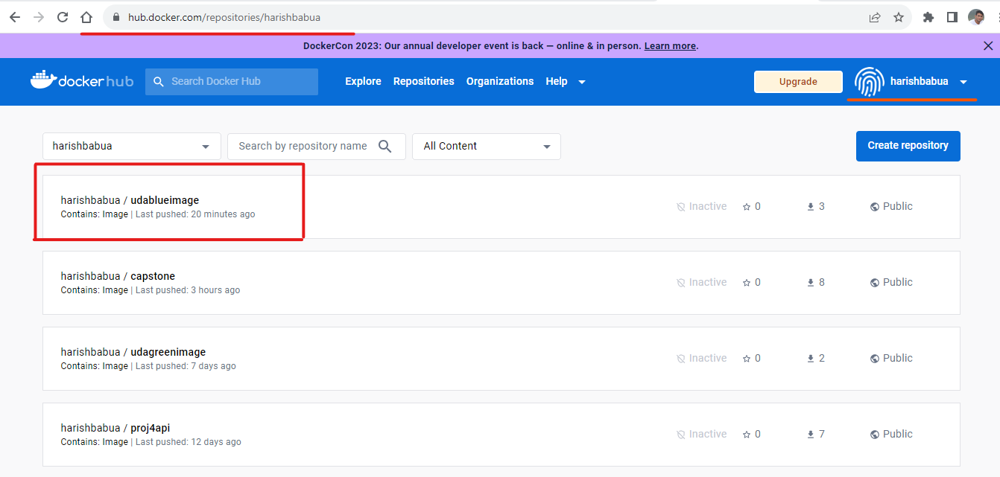 hub.docker.com/repositories/harishbabua
DockerCon 2023: Our annual developer event is back — online & in person. Learn more.
docker hub Search Docker Hub Explore Repositories Organizations Help Upgrade harishbabua
harishbabua Search by repository name All Content Create repository
harishbabua / udablueimage
Contains: Image | Last pushed: 20 minutes ago
Inactive 0 3 Public
harishbabua / capstone
Contains: Image | Last pushed: 3 hours ago
Inactive 0 8 Public
harishbabua / udagreenimage
Contains: Image | Last pushed: 7 days ago
Inactive 0 2 Public
harishbabua / proj4api
Contains: Image | Last pushed: 12 days ago
Inactive 0 7 Public